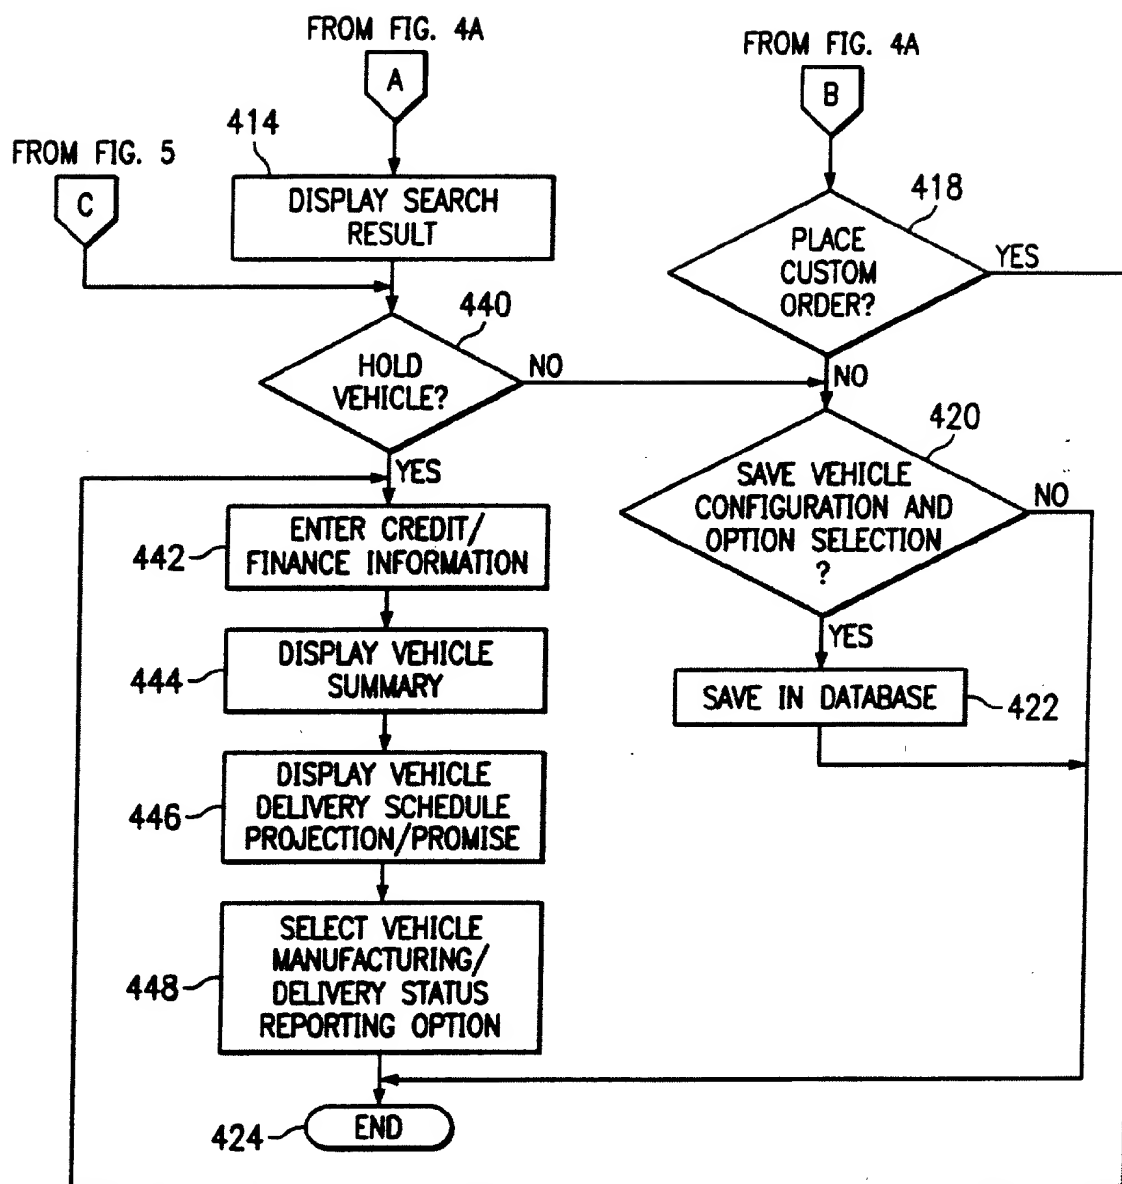 FROM FIG. 4A
A
FROM FIG. 4A
B
414
FROM FIG. 5
C
DISPLAY SEARCH
RESULT
418
PLACE
CUSTOM
ORDER?
YES
440
HOLD
VEHICLE?
NO
NO
YES
420
SAVE VEHICLE
CONFIGURATION AND
OPTION SELECTION
?
NO
YES
442
ENTER CREDIT/
FINANCE INFORMATION
444
DISPLAY VEHICLE
SUMMARY
SAVE IN DATABASE
422
446
DISPLAY VEHICLE
DELIVERY SCHEDULE
PROJECTION/PROMISE
448
SELECT VEHICLE
MANUFACTURING/
DELIVERY STATUS
REPORTING OPTION
424
END